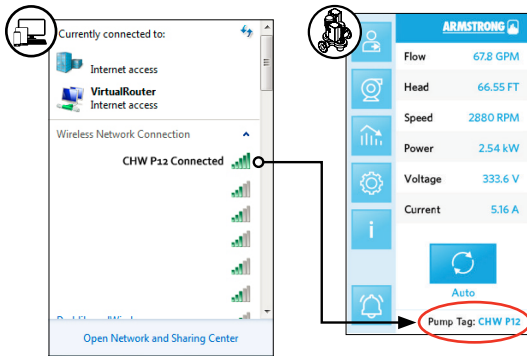 Currently connected to:
Internet access
VirtualRouter
Internet access
Wireless Network Connection
CHW P12 Connected
Open Network and Sharing Center
ARMSTRONG
Flow 67.8 GPM
Head 66.55 FT
Speed 2880 RPM
Power 2.54 kW
Voltage 333.6 V
Current 5.16 A
i
Auto
Pump Tag: CHW P12